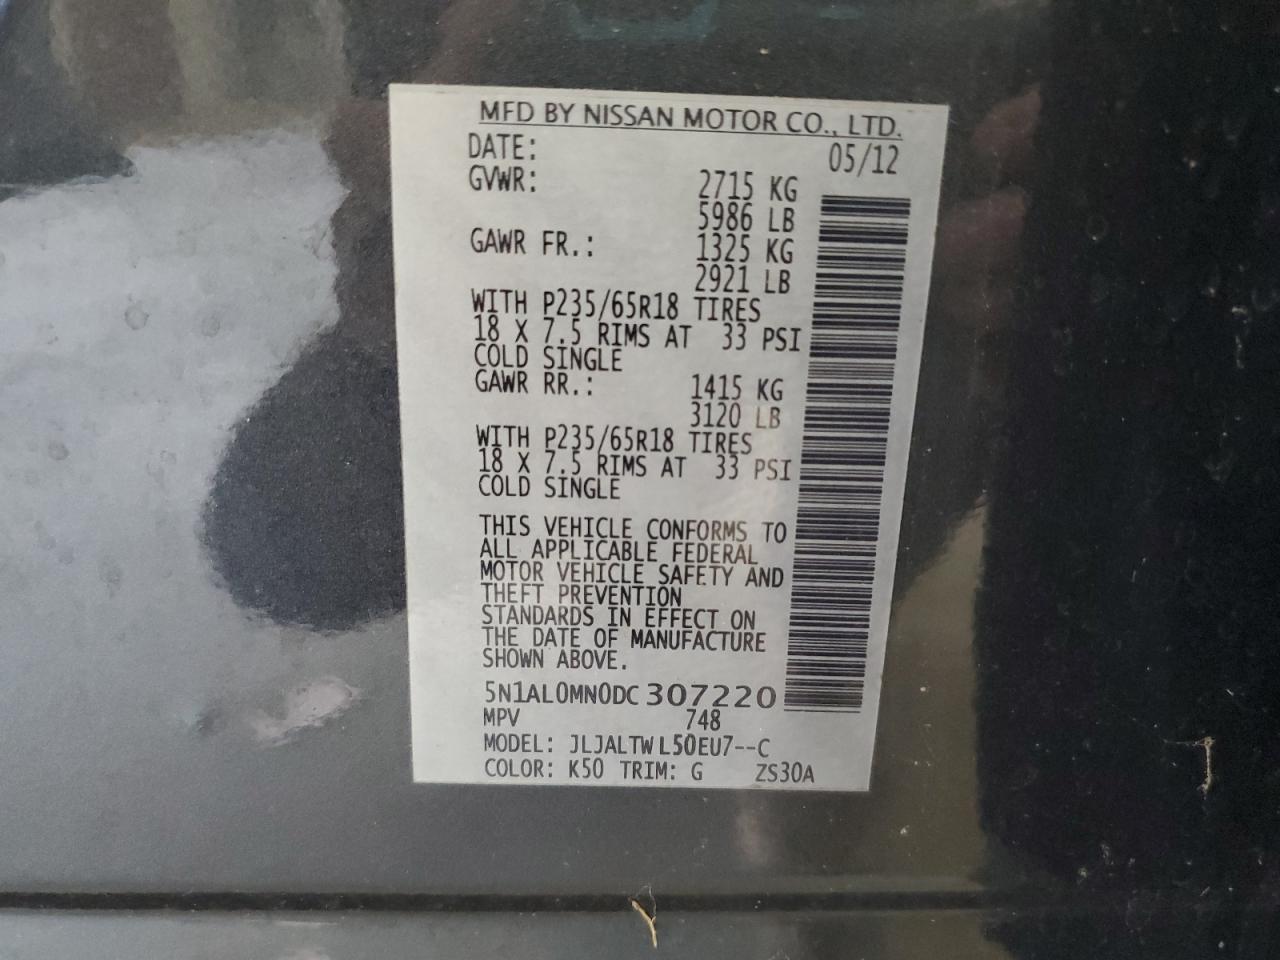 MFD BY NISSAN MOTOR CO., LTD.
DATE: 05/12
GVWR: 2715 KG
5986 LB
GAWR FR.: 1325 KG
2921 LB
WITH P235/65R18 TIRES
18 X 7.5 RIMS AT 33 PSI
COLD SINGLE
GAWR RR.: 1415 KG
3120 LB
WITH P235/65R18 TIRES
18 X 7.5 RIMS AT 33 PSI
COLD SINGLE
THIS VEHICLE CONFORMS TO
ALL APPLICABLE FEDERAL
MOTOR VEHICLE SAFETY AND
THEFT PREVENTION
STANDARDS IN EFFECT ON
THE DATE OF MANUFACTURE
SHOWN ABOVE.
5N1AL0MN0DC307220
MPV 748
MODEL: JLJALTWL50EU7--C
COLOR: K50 TRIM: G ZS30A